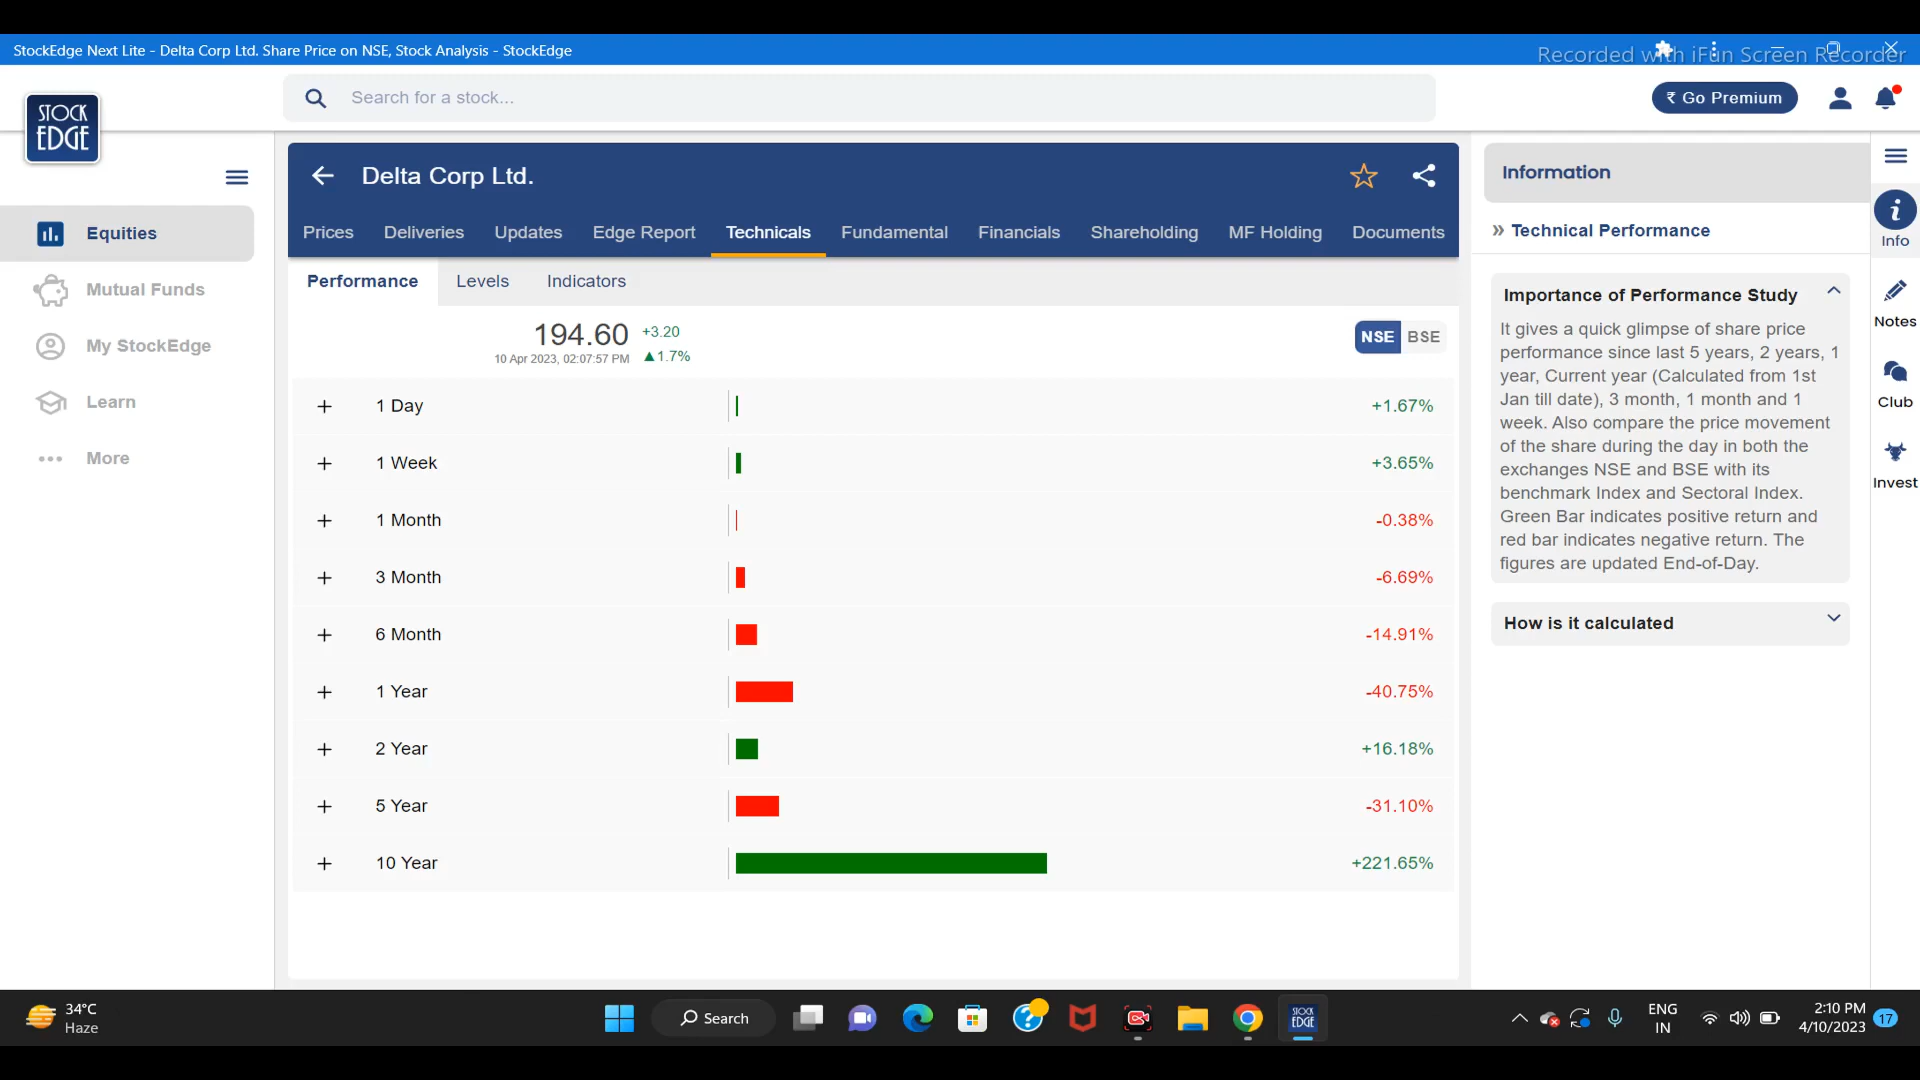 StockEdge Next Lite - Delta Corp Ltd. Share Price on NSE, Stock Analysis - StockEdge
Recorded with iFun Screen Recorder
STOCK
EDGE
Search for a stock...
₹ Go Premium
Equities
Mutual Funds
My StockEdge
Learn
More
Delta Corp Ltd.
Prices Deliveries Updates Edge Report Technicals Fundamental Financials Shareholding MF Holding Documents
Performance Levels Indicators
194.60 +3.20
10 Apr 2023, 02:07:57 PM ▲1.7%
NSE BSE
+ 1 Day +1.67%
+ 1 Week +3.65%
+ 1 Month -0.38%
+ 3 Month -6.69%
+ 6 Month -14.91%
+ 1 Year -40.75%
+ 2 Year +16.18%
+ 5 Year -31.10%
+ 10 Year +221.65%
Information
» Technical Performance
Importance of Performance Study
It gives a quick glimpse of share price
performance since last 5 years, 2 years, 1
year, Current year (Calculated from 1st
Jan till date), 3 month, 1 month and 1
week. Also compare the price movement
of the share during the day in both the
exchanges NSE and BSE with its
benchmark Index and Sectoral Index.
Green Bar indicates positive return and
red bar indicates negative return. The
figures are updated End-of-Day.
How is it calculated
Info
Notes
Club
Invest
34°C
Haze
Search
STOCK
EDGE
ENG
IN
2:10 PM
4/10/2023
17